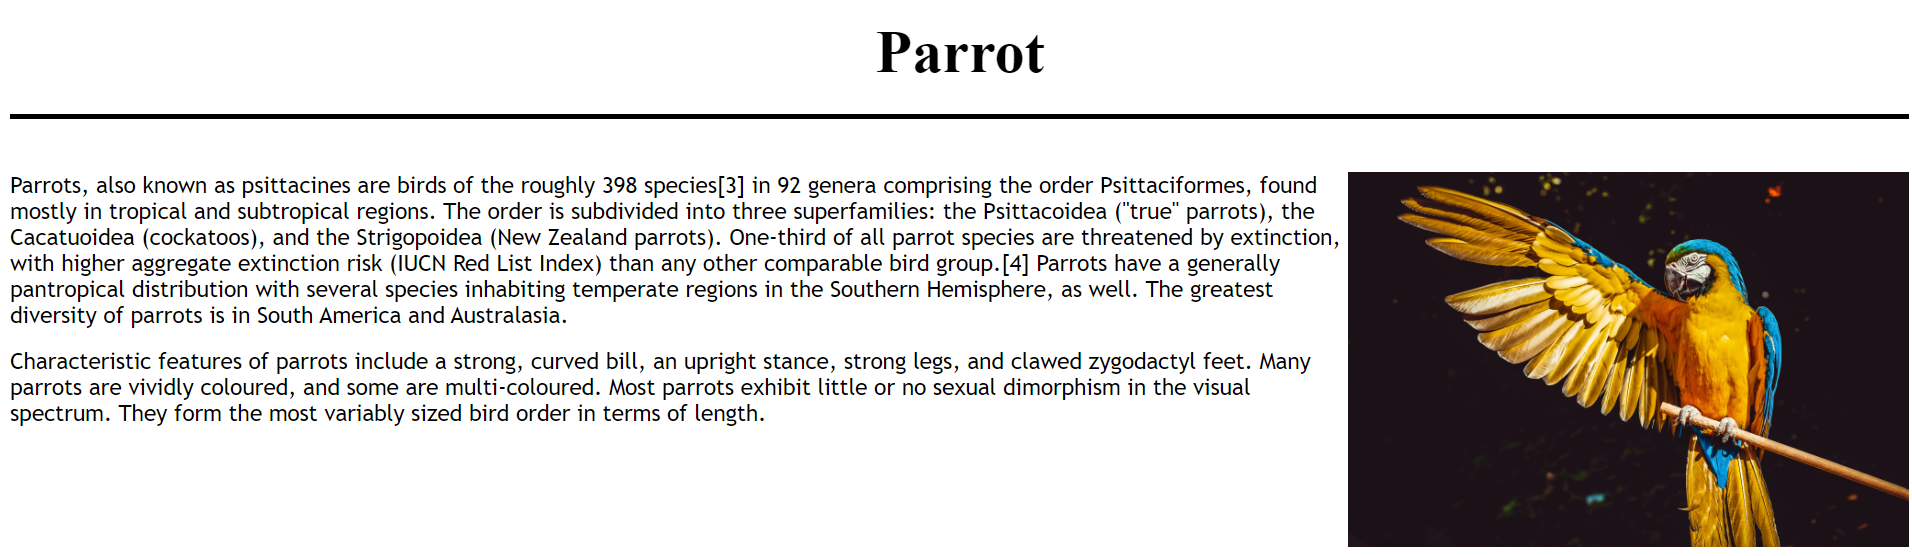 Parrot
Parrots, also known as psittacines are birds of the roughly 398 species[3] in 92 genera comprising the order Psittaciformes, found
mostly in tropical and subtropical regions. The order is subdivided into three superfamilies: the Psittacoidea ("true" parrots), the
Cacatuoidea (cockatoos), and the Strigopoidea (New Zealand parrots). One-third of all parrot species are threatened by extinction,
with higher aggregate extinction risk (IUCN Red List Index) than any other comparable bird group.[4] Parrots have a generally
pantropical distribution with several species inhabiting temperate regions in the Southern Hemisphere, as well. The greatest
diversity of parrots is in South America and Australasia.
Characteristic features of parrots include a strong, curved bill, an upright stance, strong legs, and clawed zygodactyl feet. Many
parrots are vividly coloured, and some are multi-coloured. Most parrots exhibit little or no sexual dimorphism in the visual
spectrum. They form the most variably sized bird order in terms of length.